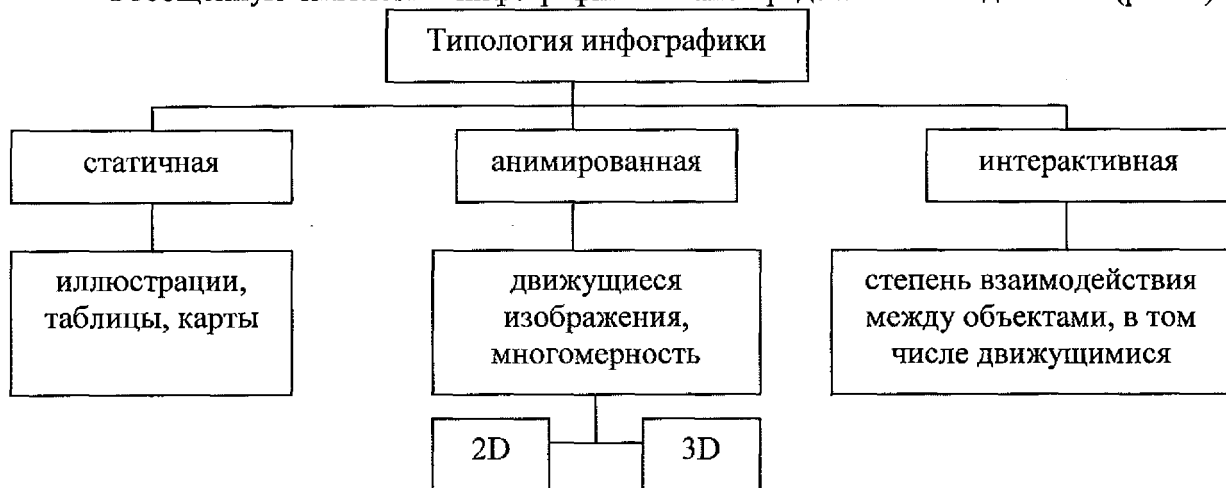 Типология инфографики
статичная
анимированная
интерактивная
иллюстрации,
таблицы, карты
движущиеся
изображения,
многомерность
степень взаимодействия
между объектами, в том
числе движущимися
2D
3D